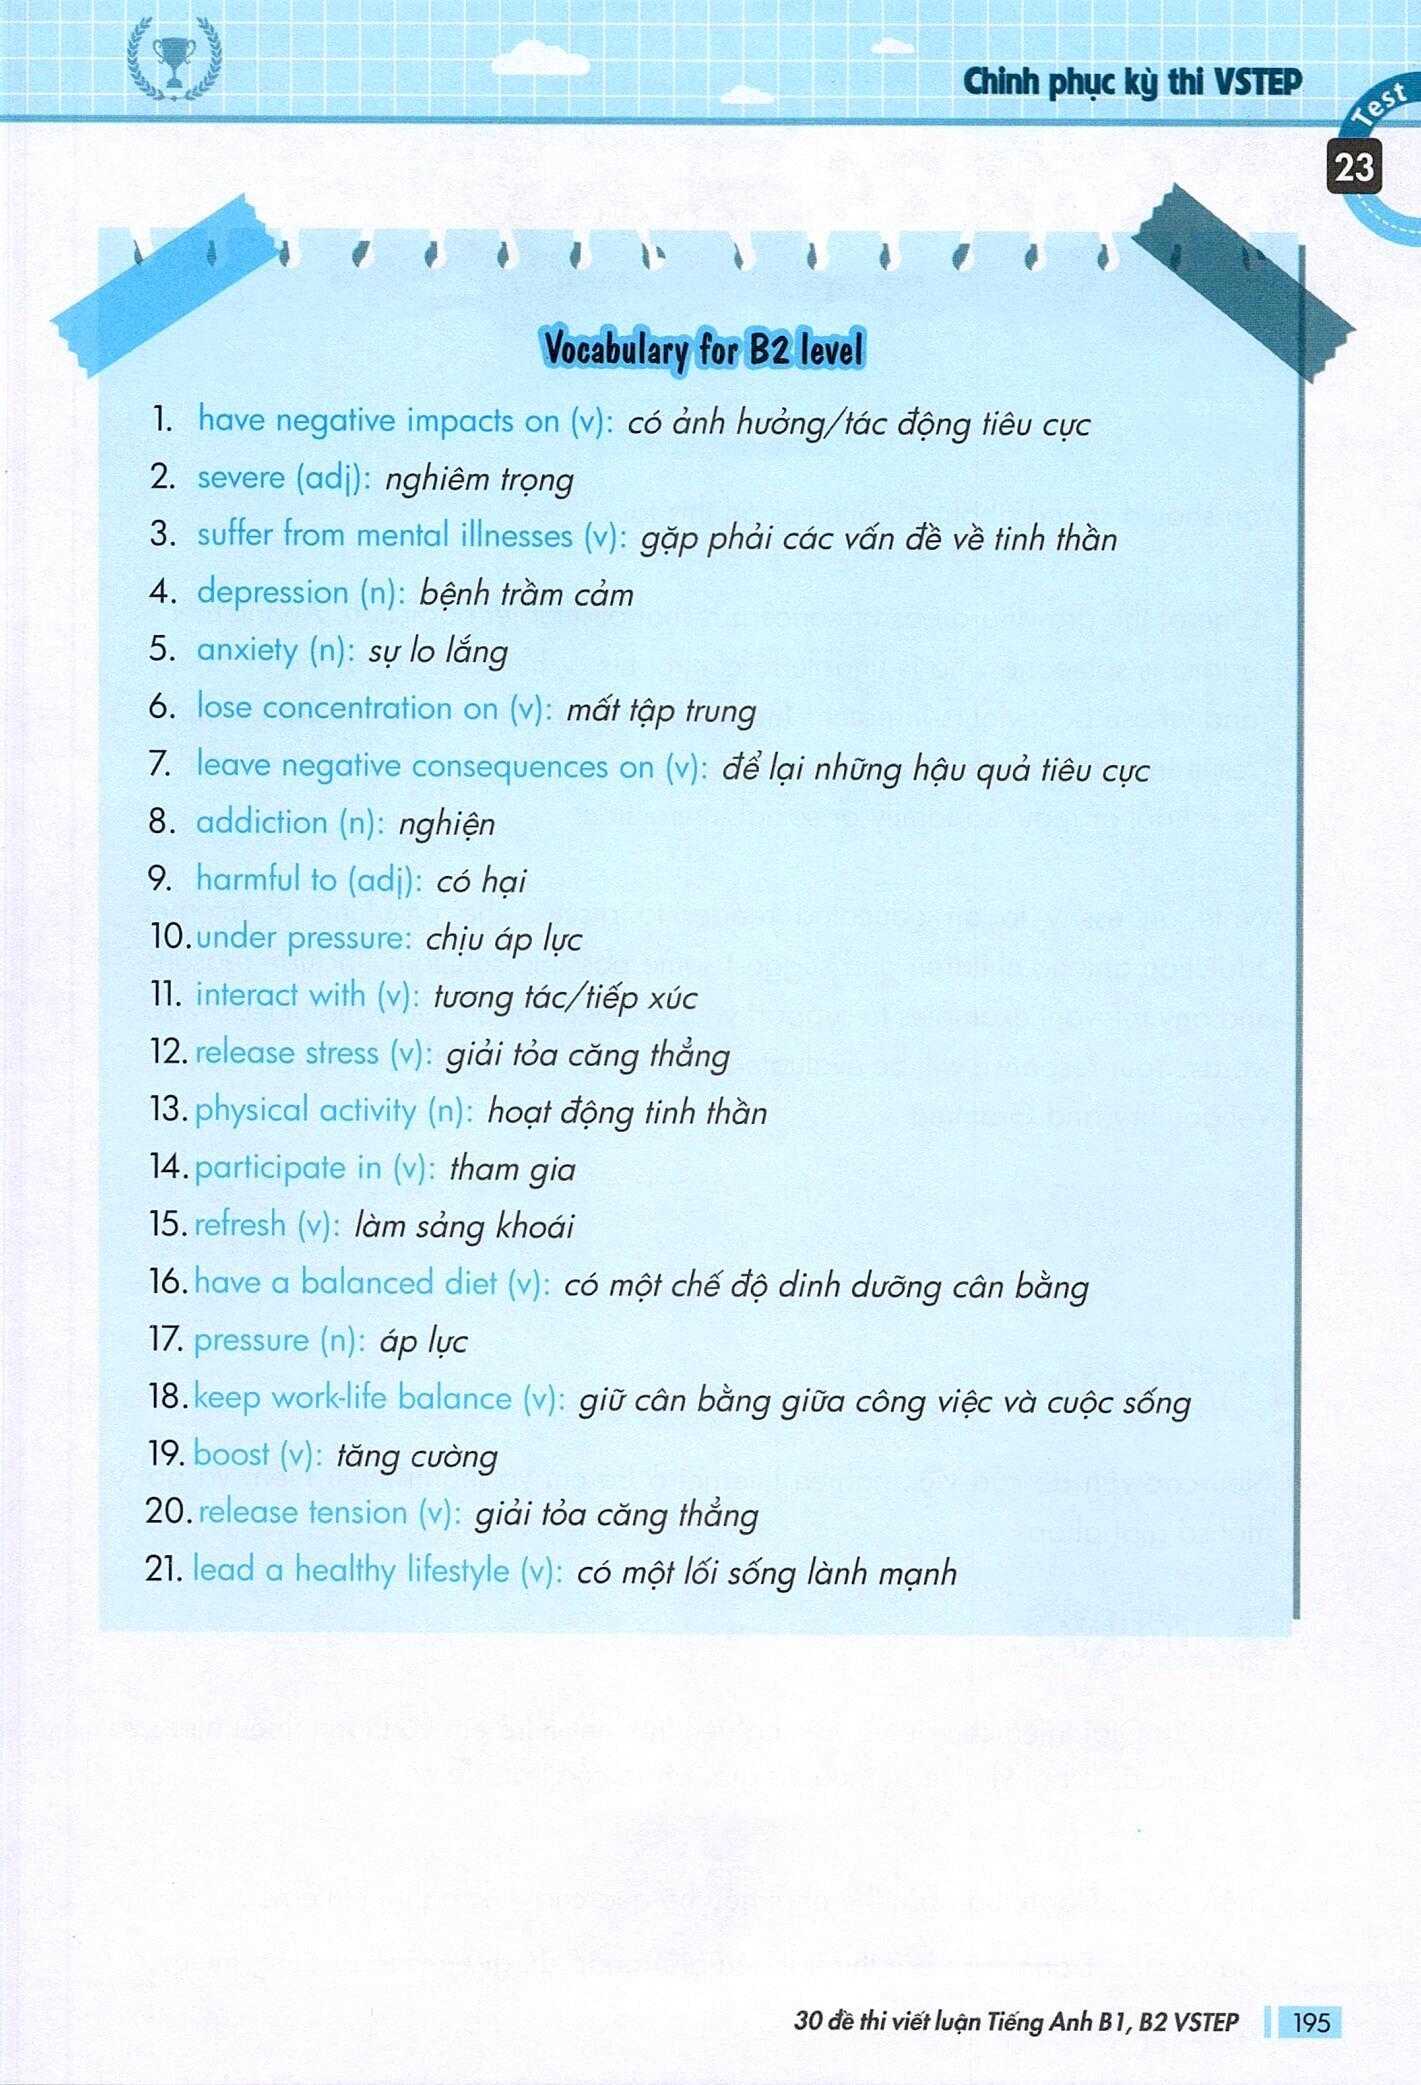 Chinh phục kỳ thi VSTEP
Test
23
Vocabulary for B2 level
1. have negative impacts on (v): có ảnh hưởng/tác động tiêu cực
2. severe (adj): nghiêm trọng
3. suffer from mental illnesses (v): gặp phải các vấn đề về tinh thần
4. depression (n): bệnh trầm cảm
5. anxiety (n): sự lo lắng
6. lose concentration on (v): mất tập trung
7. leave negative consequences on (v): để lại những hậu quả tiêu cực
8. addiction (n): nghiện
9. harmful to (adj): có hại
10. under pressure: chịu áp lực
11. interact with (v): tương tác/tiếp xúc
12. release stress (v): giải tỏa căng thẳng
13. physical activity (n): hoạt động tinh thần
14. participate in (v): tham gia
15. refresh (v): làm sảng khoái
16. have a balanced diet (v): có một chế độ dinh dưỡng cân bằng
17. pressure (n): áp lực
18. keep work-life balance (v): giữ cân bằng giữa công việc và cuộc sống
19. boost (v): tăng cường
20. release tension (v): giải tỏa căng thẳng
21. lead a healthy lifestyle (v): có một lối sống lành mạnh
30 đề thi viết luận Tiếng Anh B1, B2 VSTEP 195